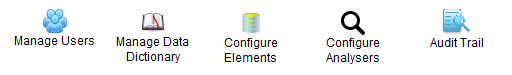 Manage Users
Manage Data
Dictionary
Configure
Elements
Configure
Analysers
Audit Trail